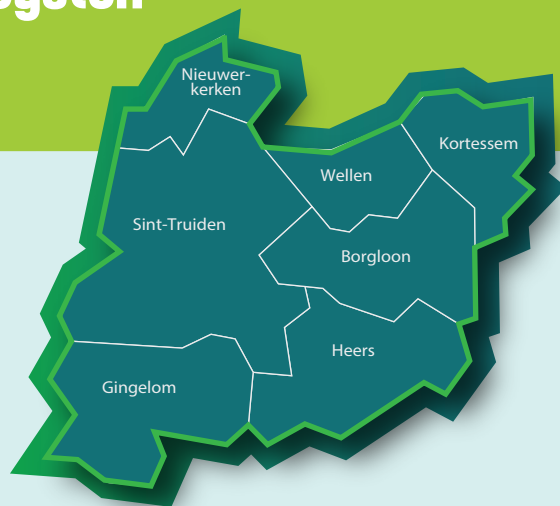 Nieuwer-
kerken
Kortessem
Wellen
Sint-Truiden
Borgloon
Heers
Gingelom